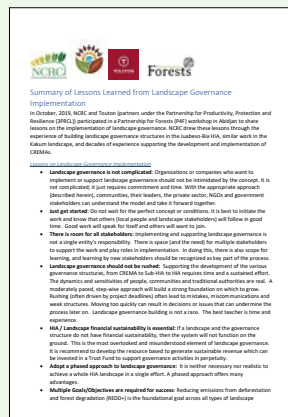 NCRC
TOUTON
Forests
Summary of Lessons Learned from Landscape Governance
Implementation
In October, 2019, NCRC and Touton (partners under the Partnership for Productivity, Protection and
Resilience (3PRCL)) participated in a Partnership for Forests (P4F) workshop in Abidjan to share
lessons on the implementation of landscape governance. NCRC drew these lessons through the
experience of building landscape governance structures in the Juabeso-Bia HIA, similar work in the
Kakum landscape, and decades of experience supporting the development and implementation of
CREMAs.
Lessons on Landscape Governance Implementation
• Landscape governance is not complicated: Organizations or companies who want to
implement or support landscape governance should not be intimidated by the concept. It is
not complicated; it just requires commitment and time. With the appropriate approach
(described herein), communities, their leaders, the private sector, NGOs and government
stakeholders can understand the model and take it forward together.
• Just get started: Do not wait for the perfect concept or conditions. It is best to initiate the
work and know that others (local people and landscape stakeholders) will follow in good
time. Good work will speak for itself and others will want to join.
• There is room for all stakeholders: Implementing and supporting landscape governance is
not a single entity's responsibility. There is space (and the need) for multiple stakeholders
to support the work and play roles in implementation. In doing this, there is also scope for
learning, and learning by new stakeholders should be recognized as key part of the process.
• Landscape governance should not be rushed: Supporting the development of the various
governance structures, from CREMA to Sub-HIA to HIA requires time and a sustained effort.
The dynamics and sensitivities of people, communities and traditional authorities are real. A
moderately paced, step-wise approach will build a strong foundation on which to grow.
Rushing (often driven by project deadlines) often lead to mistakes, miscommunications and
weak structures. Moving too quickly can result in decisions or issues that can undermine the
process later on. Landscape governance building is not a race. The best teacher is time and
experience.
• HIA / Landscape financial sustainability is essential: If a landscape and the governance
structure do not have financial sustainability, then the system will not function on the
ground. This is the most overlooked and misunderstood element of landscape governance.
It is recommend to develop the resource based to generate sustainable revenue which can be
invested in a Trust Fund to support governance activities in perpetuity.
• Adopt a phased approach to landscape governance: It is neither necessary nor realistic to
achieve a whole HIA landscape in a single effort. A phased approach offers many
advantages.
• Multiple Goals/Objectives are required for success: Reducing emissions from deforestation
and forest degradation (REDD+) is the foundational goal across all types of landscape